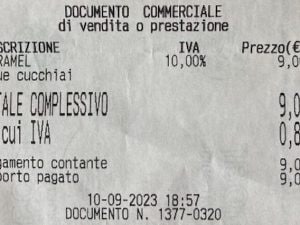 DOCUMENTO COMMERCIALE
di vendita o prestazione
SCRIZIONE IVA Prezzo(€
RAMEL 10,00% 9,0
ue cucchiai
TALE COMPLESSIVO 9,0
cui IVA 0,8
gamento contante 9,0
porto pagato 9,0
10-09-2023 18:57
DOCUMENTO N. 1377-0320